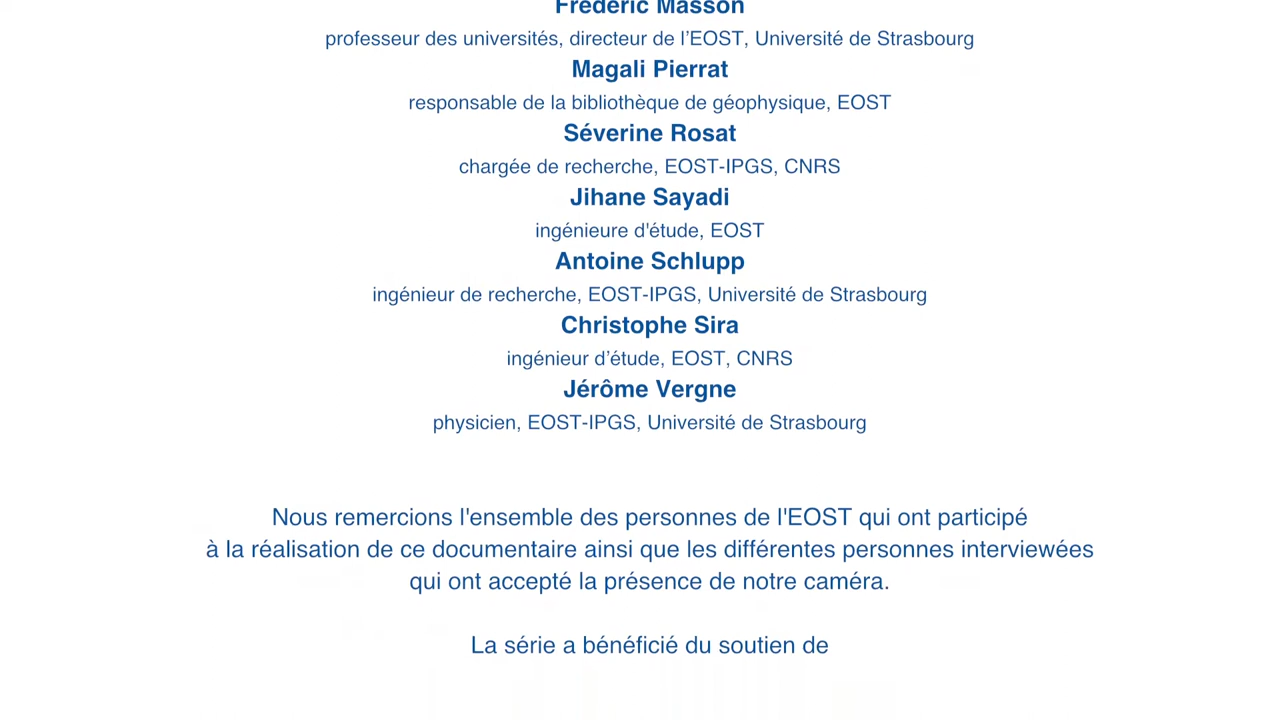 Frédéric Masson
professeur des universités, directeur de l’EOST, Université de Strasbourg
Magali Pierrat
responsable de la bibliothèque de géophysique, EOST
Séverine Rosat
chargée de recherche, EOST-IPGS, CNRS
Jihane Sayadi
ingénieure d'étude, EOST
Antoine Schlupp
ingénieur de recherche, EOST-IPGS, Université de Strasbourg
Christophe Sira
ingénieur d’étude, EOST, CNRS
Jérôme Vergne
physicien, EOST-IPGS, Université de Strasbourg
Nous remercions l'ensemble des personnes de l'EOST qui ont participé
à la réalisation de ce documentaire ainsi que les différentes personnes interviewées
qui ont accepté la présence de notre caméra.
La série a bénéficié du soutien de